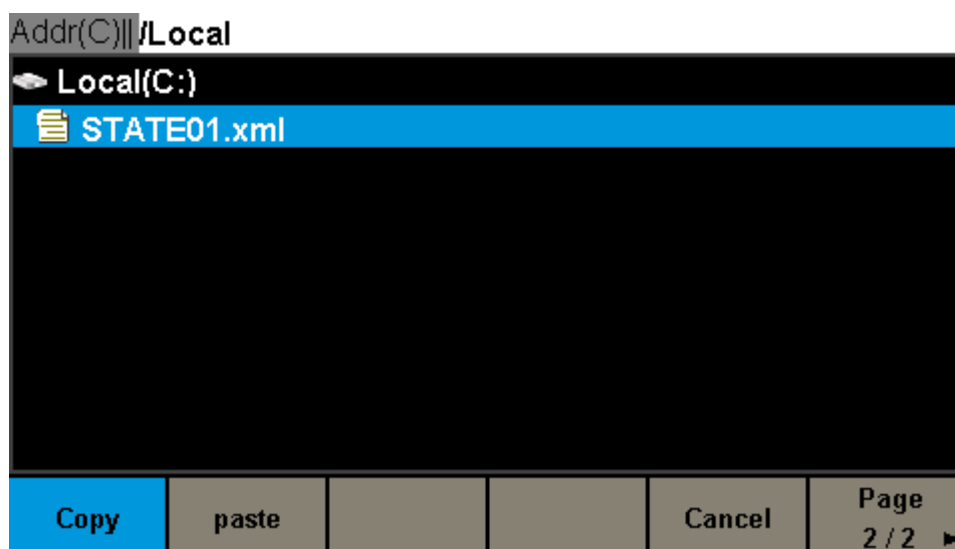 Addr(C)|| /Local
Local(C:)
STATE01.xml
Copy paste Cancel Page
2 / 2